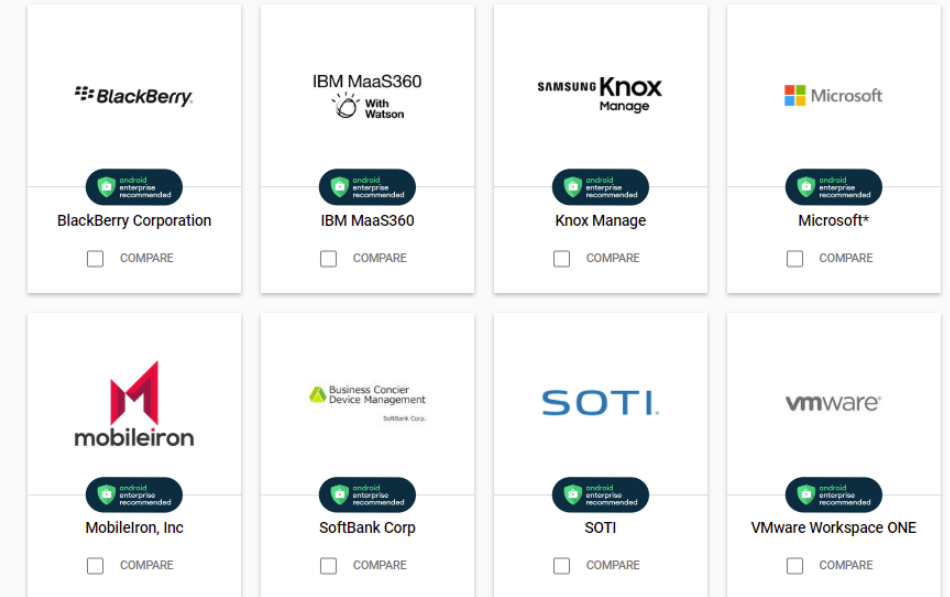 BlackBerry.
IBM MaaS360
With
Watson
SAMSUNG Knox
Manage
Microsoft
android
enterprise
recommended
android
enterprise
recommended
android
enterprise
recommended
android
enterprise
recommended
BlackBerry Corporation
IBM MaaS360
Knox Manage
Microsoft*
COMPARE
COMPARE
COMPARE
COMPARE
mobileiron
Business Concier
Device Management
SoftBank Corp.
SOTI
vmware®
android
enterprise
recommended
android
enterprise
recommended
android
enterprise
recommended
android
enterprise
recommended
MobileIron, Inc
SoftBank Corp
SOTI
VMware Workspace ONE
COMPARE
COMPARE
COMPARE
COMPARE